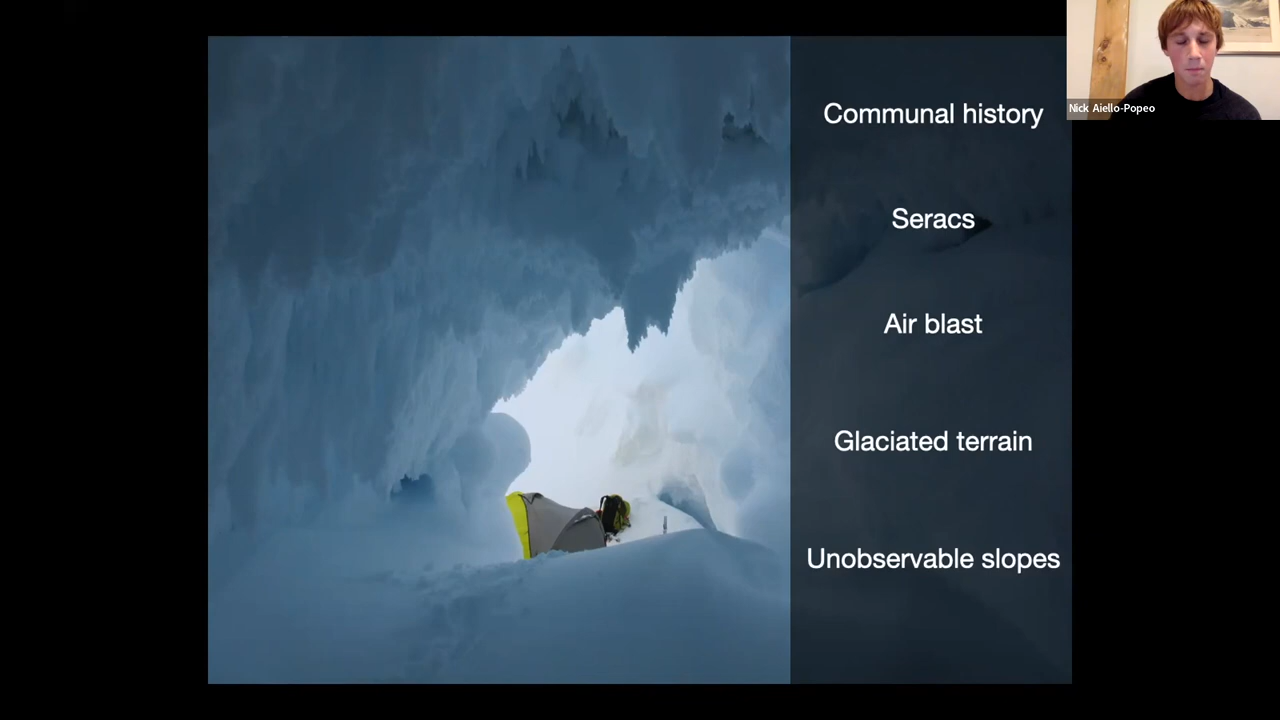 Communal history
Nick Aiello-Popeo
Seracs
Air blast
Glaciated terrain
Unobservable slopes